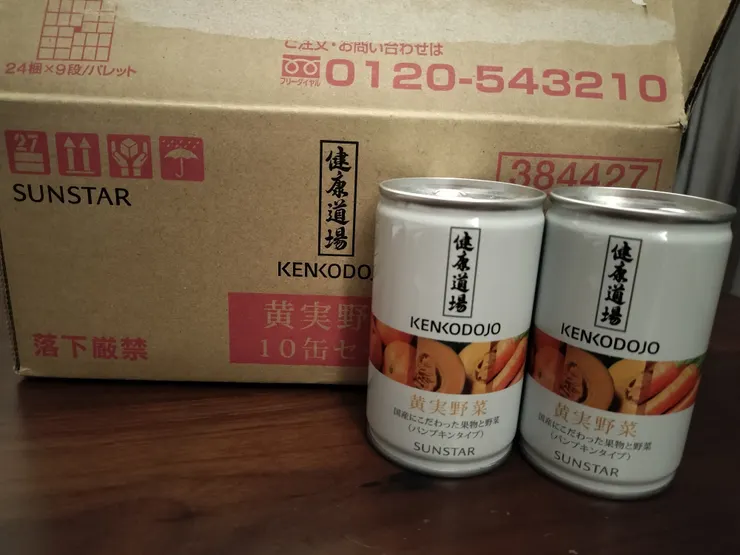 24梱×9段/パレット
ご注文・お問い合わせは
フリーダイヤル
0120-543210
27
SUNSTAR
健康道場
KENKODO
384427
黄実野
10缶セ
落下厳禁
健康道場
KENKODOJO
黄実野菜
国産にこだわった果物と野菜
(パンプキンタイプ)
SUNSTAR
健康道場
KENKODOJO
黄実野菜
国産にこだわった果物と野菜
(パンプキンタイプ)
SUNSTAR